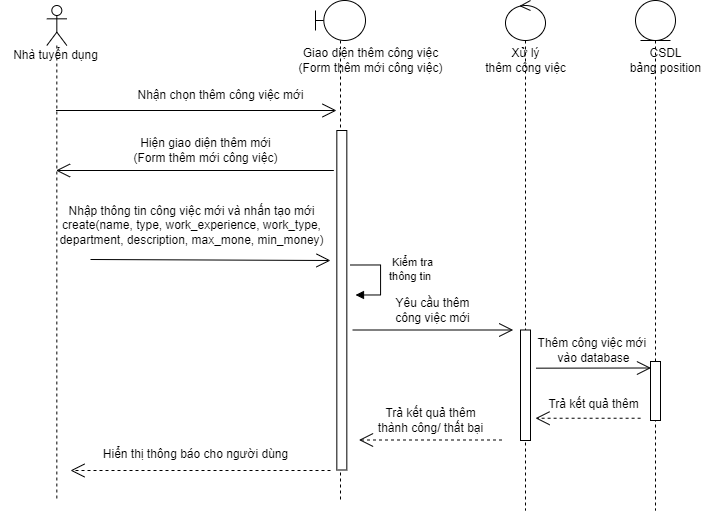 Nhà tuyển dụng
Giao diện thêm công việc
(Form thêm mới công việc)
Xử lý
thêm công việc
CSDL
bảng position
Nhận chọn thêm công việc mới
Hiện giao diện thêm mới
(Form thêm mới công việc)
Nhập thông tin công việc mới và nhấn tạo mới
create(name, type, work_experience, work_type,
department, description, max_mone, min_money)
Kiểm tra
thông tin
Yêu cầu thêm
công việc mới
Thêm công việc mới
vào database
Trả kết quả thêm
Trả kết quả thêm
thành công/ thất bại
Hiển thị thông báo cho người dùng